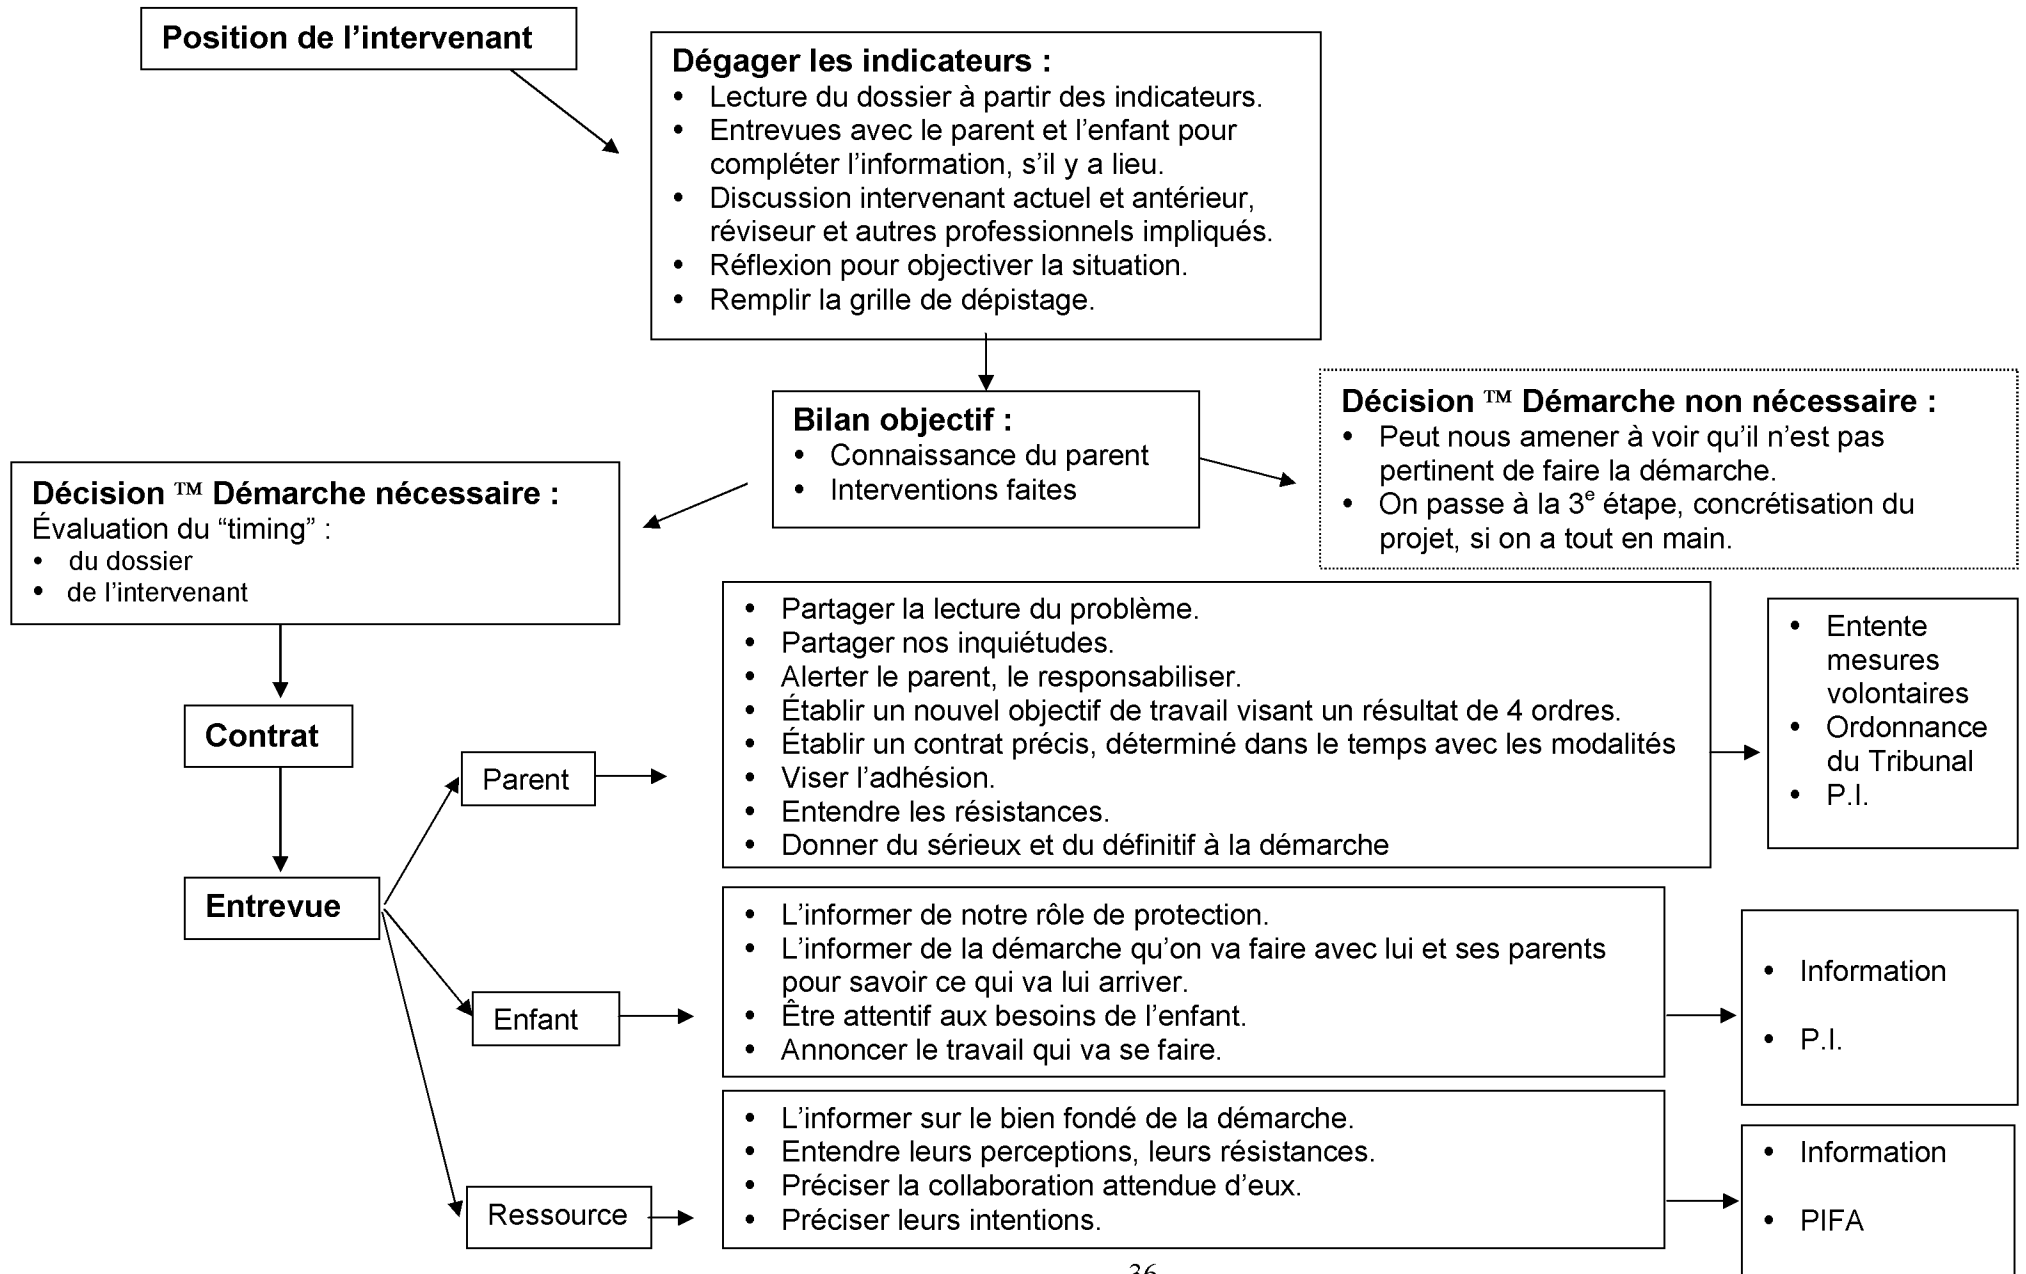 Position de l’intervenant
Dégager les indicateurs :
• Lecture du dossier à partir des indicateurs.
• Entrevues avec le parent et l’enfant pour
compléter l’information, s’il y a lieu.
• Discussion intervenant actuel et antérieur,
réviseur et autres professionnels impliqués.
• Réflexion pour objectiver la situation.
• Remplir la grille de dépistage.
Bilan objectif :
• Connaissance du parent
• Interventions faites
Décision ™ Démarche non nécessaire :
• Peut nous amener à voir qu’il n’est pas
pertinent de faire la démarche.
• On passe à la 3e étape, concrétisation du
projet, si on a tout en main.
Décision ™ Démarche nécessaire :
Évaluation du “timing” :
• du dossier
• de l’intervenant
Contrat
Entrevue
Parent
• Partager la lecture du problème.
• Partager nos inquiétudes.
• Alerter le parent, le responsabiliser.
• Établir un nouvel objectif de travail visant un résultat de 4 ordres.
• Établir un contrat précis, déterminé dans le temps avec les modalités
• Viser l’adhésion.
• Entendre les résistances.
• Donner du sérieux et du définitif à la démarche
• Entente
mesures
volontaires
• Ordonnance
du Tribunal
• P.I.
Enfant
• L’informer de notre rôle de protection.
• L’informer de la démarche qu’on va faire avec lui et ses parents
pour savoir ce qui va lui arriver.
• Être attentif aux besoins de l’enfant.
• Annoncer le travail qui va se faire.
• Information
• P.I.
Ressource
• L’informer sur le bien fondé de la démarche.
• Entendre leurs perceptions, leurs résistances.
• Préciser la collaboration attendue d’eux.
• Préciser leurs intentions.
• Information
• PIFA
36